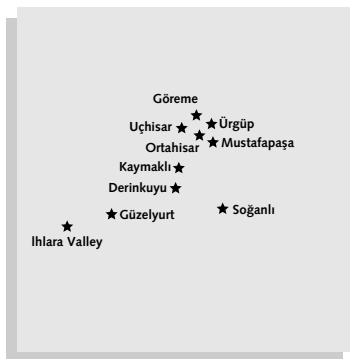 Göreme
Uçhisar
Ürgüp
Ortahisar
Mustafapaşa
Kaymaklı
Derinkuyu
Güzelyurt
Soğanlı
Ihlara Valley